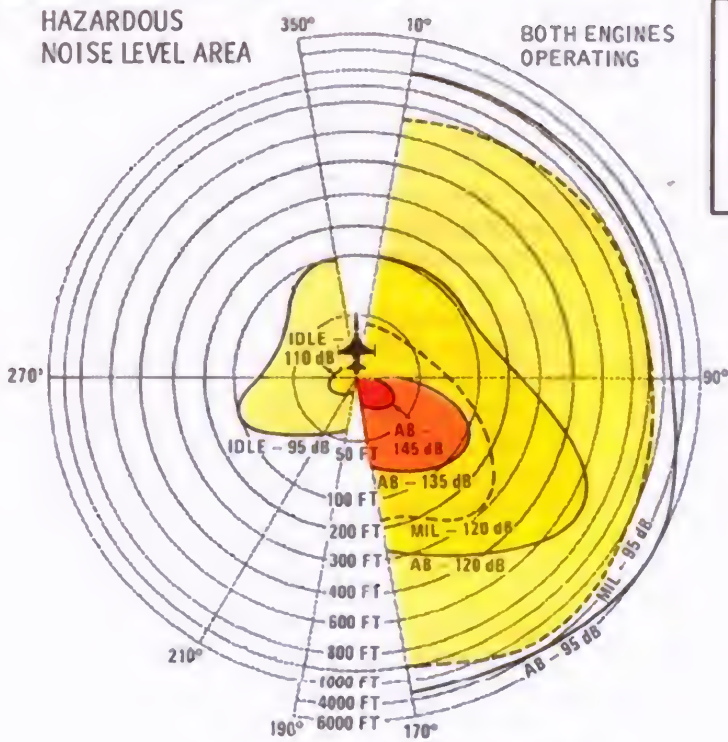 HAZARDOUS
NOISE LEVEL AREA
BOTH ENGINES
OPERATING
350°
10°
IDLE –
110 dB
270°
90°
AB –
145 dB
IDLE – 95 dB
50 FT
AB – 135 dB
100 FT
200 FT
MIL – 120 dB
300 FT
AB – 120 dB
400 FT
600 FT
MIL – 95 dB
210°
800 FT
AB – 95 dB
1000 FT
4000 FT
190°
6000 FT
170°